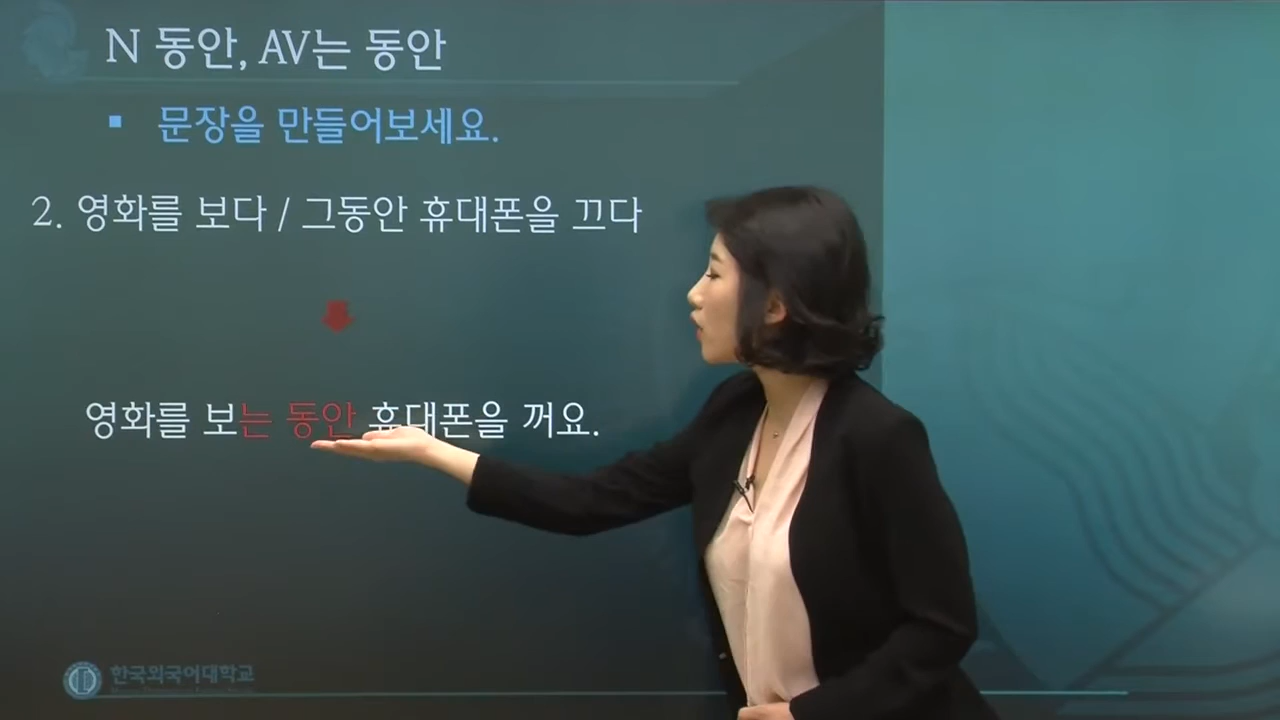 N 동안, AV는 동안
▪ 문장을 만들어보세요.
2. 영화를 보다 / 그동안 휴대폰을 끄다
영화를 보는 동안 휴대폰을 꺼요.
한국외국어대학교